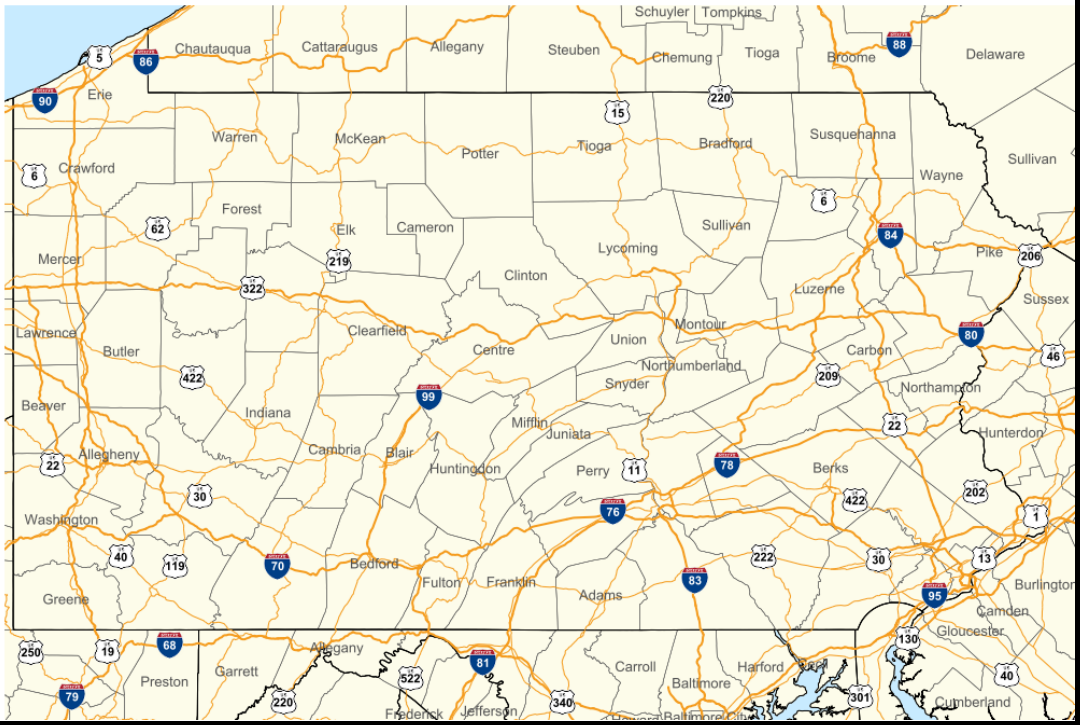 Schuyler
Tompkins
5
86
Chautauqua
Cattaraugus
Allegany
Steuben
Chemung
Tioga
Broome
88
Delaware
90
Erie
15
220
Warren
McKean
Potter
Tioga
Bradford
Susquehanna
Sullivan
6
Crawford
Wayne
62
Forest
Elk
Cameron
Lycoming
Sullivan
6
84
Pike
206
Mercer
219
322
Clinton
Luzerne
Sussex
Lawrence
Butler
Clearfield
Centre
Union
Montour
80
Carbon
46
422
99
Snyder
Northumberland
209
Northampton
Beaver
Indiana
Mifflin
Juniata
22
Hunterdon
22
Allegheny
Cambria
Blair
Huntingdon
Perry
11
78
Berks
30
422
202
Washington
76
1
40
119
70
Bedford
Fulton
Franklin
83
222
30
13
Greene
Adams
95
Burlington
Camden
250
19
68
Allegany
81
Carroll
Harford
Cecil
130
Gloucester
79
Preston
Garrett
220
522
Frederick
Jefferson
340
Howard
Baltimore
Baltimore City
301
40
Cumberland